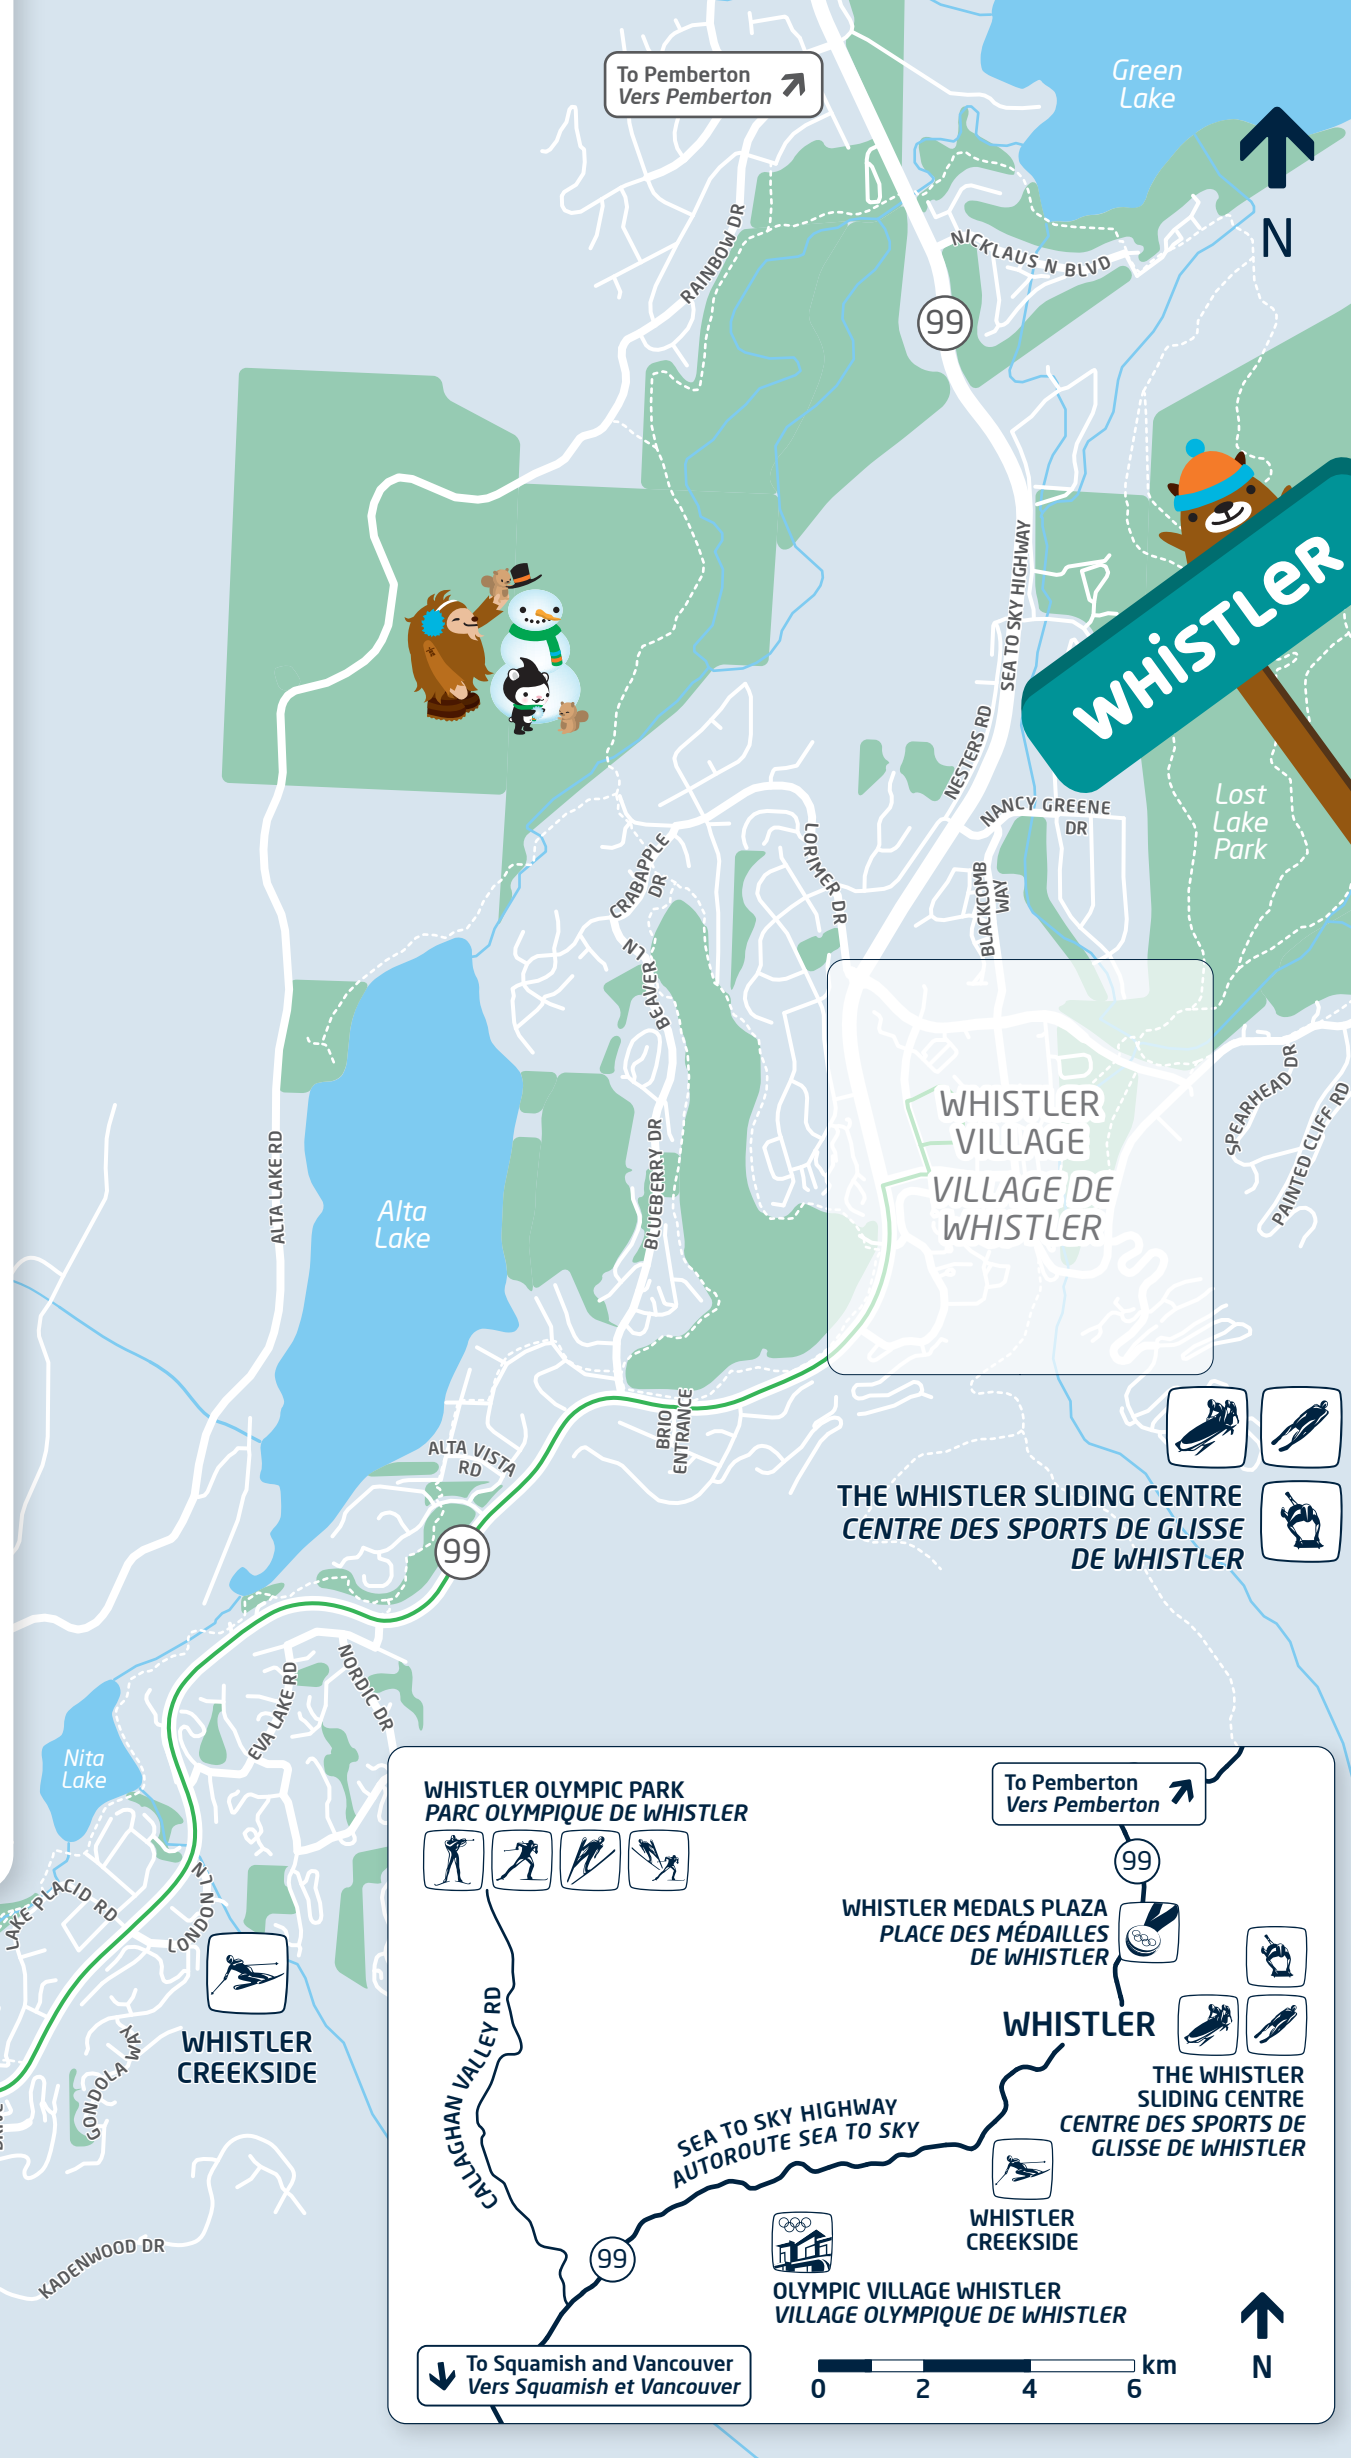 To Pemberton
Vers Pemberton
Green
Lake
N
RAINBOW DR
NICKLAUS N BLVD
99
SEA TO SKY HIGHWAY
WHiSTLeR
NESTERS RD
NANCY GREENE
DR
Lost
Lake
Park
CRABAPPLE
DR
LORIMER DR
BLACKCOMB
WAY
BEAVER LN
WHISTLER
VILLAGE
VILLAGE DE
WHISTLER
SPEARHEAD DR
PAINTED CLIFF RD
ALTA LAKE RD
BLUEBERRY DR
Alta
Lake
BRIO
ENTRANCE
ALTA VISTA
RD
THE WHISTLER SLIDING CENTRE
CENTRE DES SPORTS DE GLISSE
DE WHISTLER
99
EVA LAKE RD
NORDIC DR
Nita
Lake
LAKE PLACID RD
LONDON LN
WHISTLER
CREEKSIDE
GONDOLA WAY
KADENWOOD DR
WHISTLER OLYMPIC PARK
PARC OLYMPIQUE DE WHISTLER
To Pemberton
Vers Pemberton
99
WHISTLER MEDALS PLAZA
PLACE DES MÉDAILLES
DE WHISTLER
WHISTLER
THE WHISTLER
SLIDING CENTRE
CENTRE DES SPORTS DE
GLISSE DE WHISTLER
CALLAGHAN VALLEY RD
SEA TO SKY HIGHWAY
AUTOROUTE SEA TO SKY
WHISTLER
CREEKSIDE
99
OLYMPIC VILLAGE WHISTLER
VILLAGE OLYMPIQUE DE WHISTLER
To Squamish and Vancouver
Vers Squamish et Vancouver
km
0 2 4 6
N